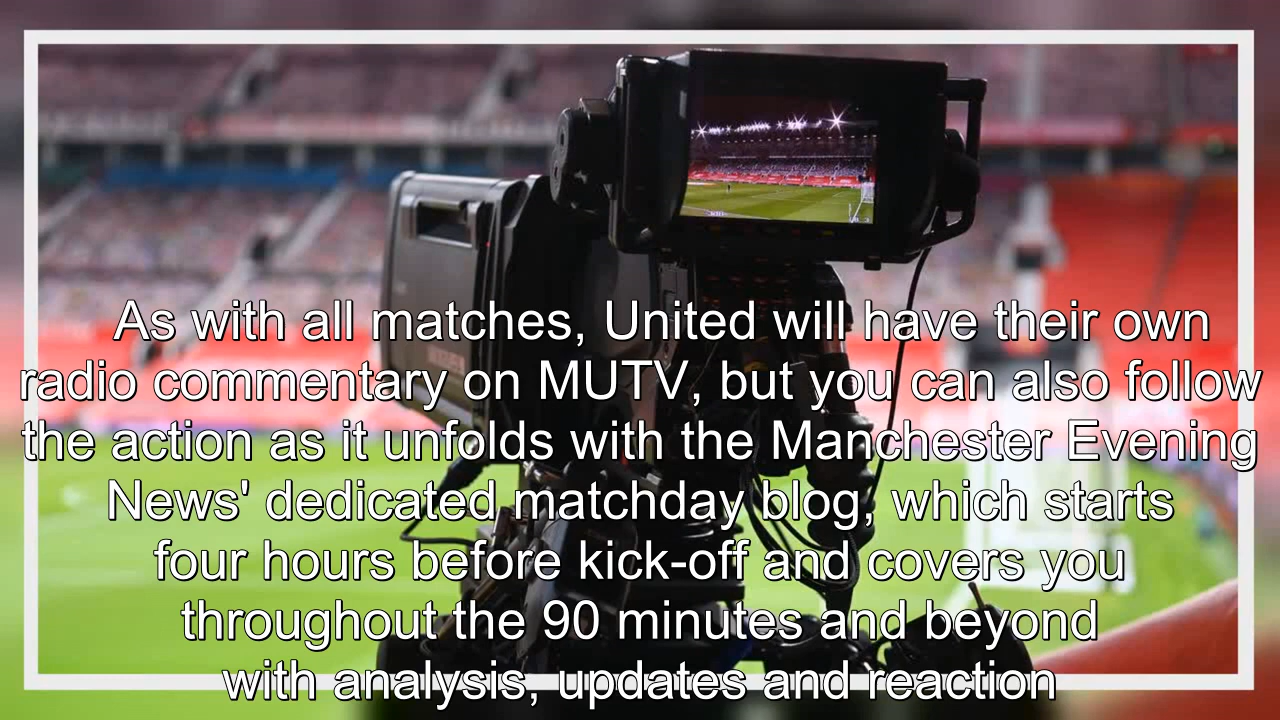 As with all matches, United will have their own
radio commentary on MUTV, but you can also follow
the action as it unfolds with the Manchester Evening
News' dedicated matchday blog, which starts
four hours before kick-off and covers you
throughout the 90 minutes and beyond
with analysis, updates and reaction